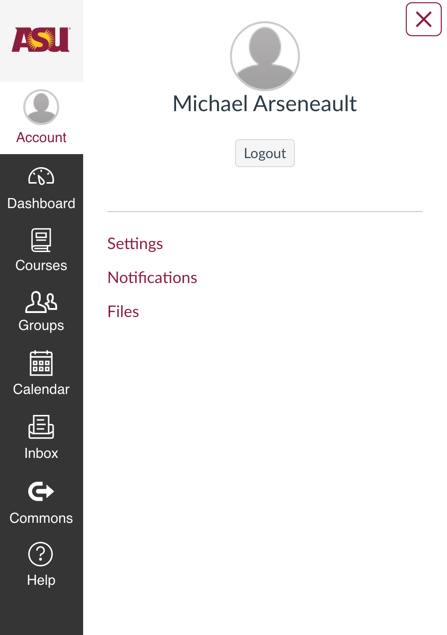 ASU
Account
Dashboard
Courses
Groups
Calendar
Inbox
Commons
?
Help
Michael Arseneault
Logout
Settings
Notifications
Files